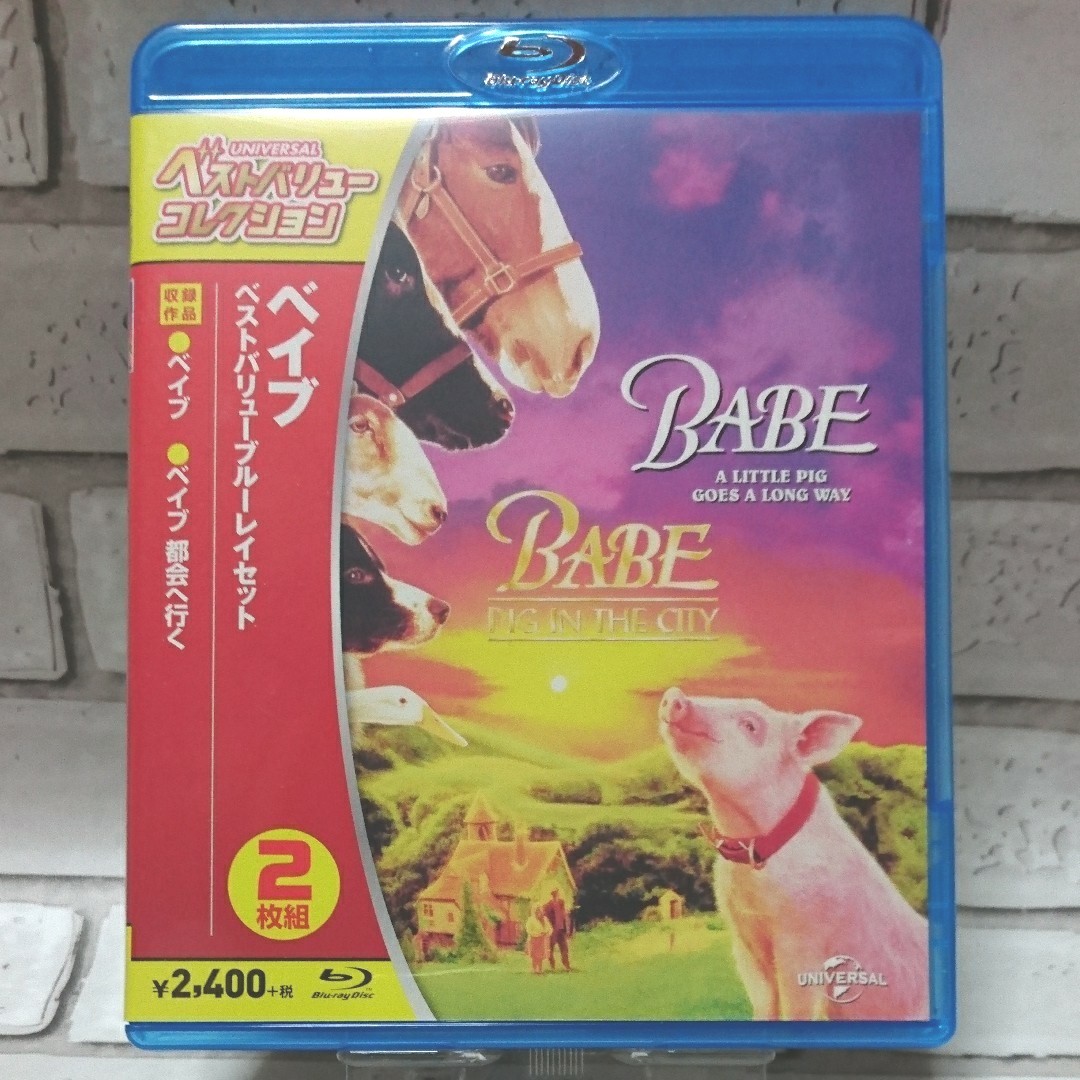 Blu-ray Disc
UNIVERSAL
ベストバリュー
コレクション
ベイブ
ベストバリューブルーレイセット
収録
作品
●ベイブ ●ベイブ 都会へ行く
BABE
A LITTLE PIG
GOES A LONG WAY
BABE
PIG IN THE CITY
2
枚組
¥2,400+税
Blu-ray Disc
UNIVERSAL